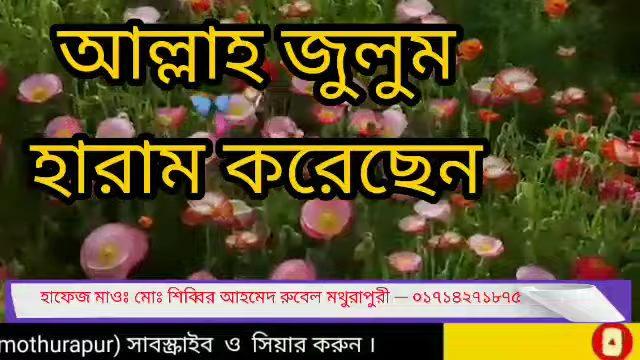 আল্লাহ জুলুম
হারাম করেছেন
হাফেজ মাওঃ মোঃ শিব্বির আহমেদ রুবেল মথুরাপুরী — ০১৭১৪২৭১৮৭৫
mothurapur) সাবস্ক্রাইব ও সিয়ার করুন ।